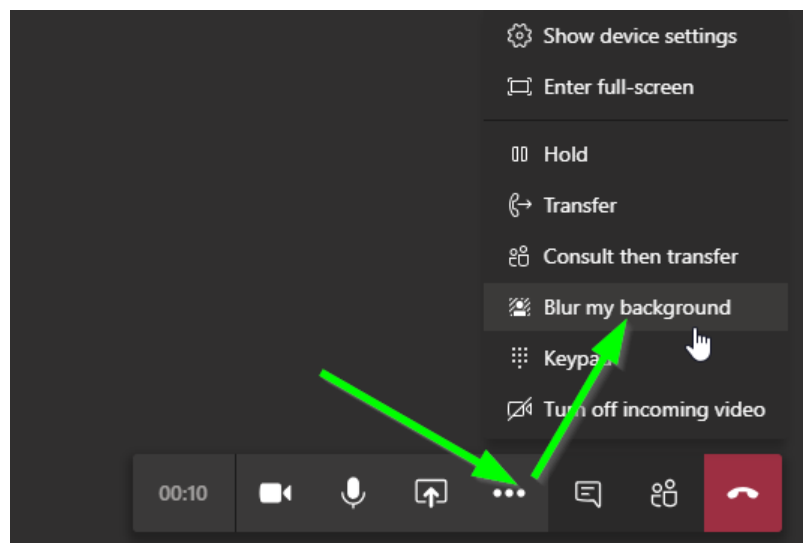 Show device settings
Enter full-screen
Hold
Transfer
Consult then transfer
Blur my background
Keypad
Turn off incoming video
00:10